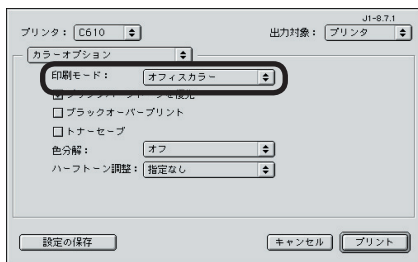 J1-8.7.1
プリンタ： C610 出力対象： プリンタ
カラーオプション
印刷モード： オフィスカラー
ブラックオーバープリント
トナーセーブ
色分解： オフ
ハーフトーン調整： 指定なし
設定の保存 キャンセル プリント